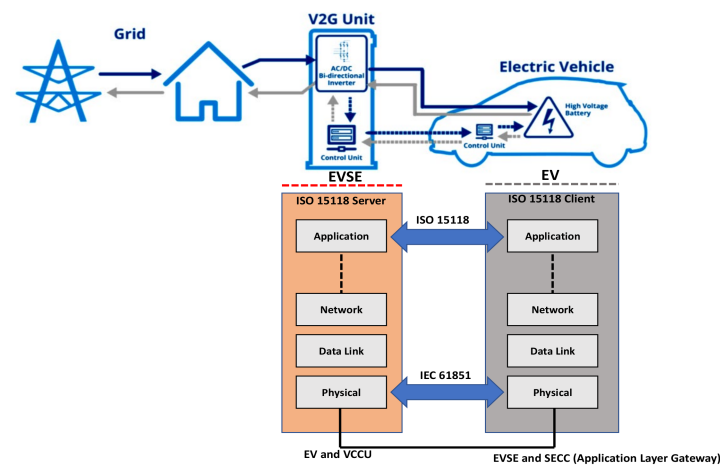 V2G Unit
Grid
AC/DC
Bi-directional
Inverter
Electric Vehicle
High Voltage
Battery
Control Unit
Control Unit
EVSE
EV
ISO 15118 Server
ISO 15118 Client
ISO 15118
Application
Application
Network
Network
Data Link
Data Link
IEC 61851
Physical
Physical
EV and VCCU
EVSE and SECC (Application Layer Gateway)